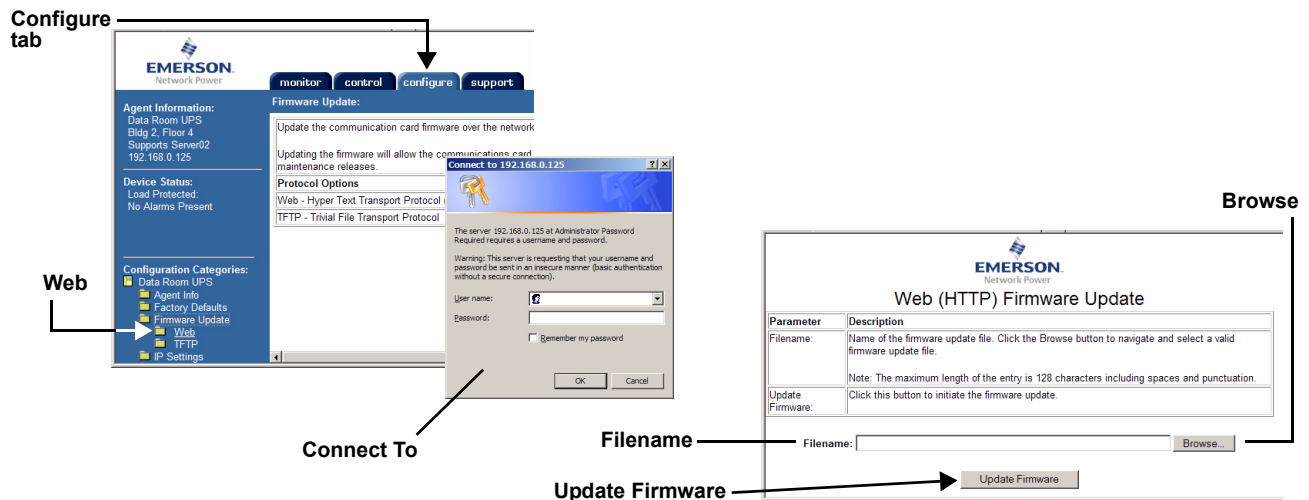 Configure
tab
EMERSON.
Network Power
monitor control configure support
Agent Information:
Data Room UPS
Bldg 2, Floor 4
Supports Server02
192.168.0.125
Device Status:
Load Protected:
No Alarms Present
Configuration Categories:
Data Room UPS
Agent Info
Factory Defaults
Firmware Update
Web
TFTP
IP Settings
Web
Firmware Update:
Update the communication card firmware over the network
Updating the firmware will allow the communications card
maintenance releases.
Protocol Options
Web - Hyper Text Transport Protocol (
TFTP - Trivial File Transport Protocol
Connect to 192.168.0.125
The server 192.168.0.125 at Administrator Password
Required requires a username and password.
Warning: This server is requesting that your username and
password be sent in an insecure manner (basic authentication
without a secure connection).
User name:
Password:
Remember my password
OK Cancel
Connect To
Browse
EMERSON.
Network Power
Web (HTTP) Firmware Update
Parameter Description
Filename: Name of the firmware update file. Click the Browse button to navigate and select a valid
firmware update file.
Note: The maximum length of the entry is 128 characters including spaces and punctuation.
Update Click this button to initiate the firmware update.
Firmware:
Filename
Filename: Browse...
Update Firmware
Update Firmware